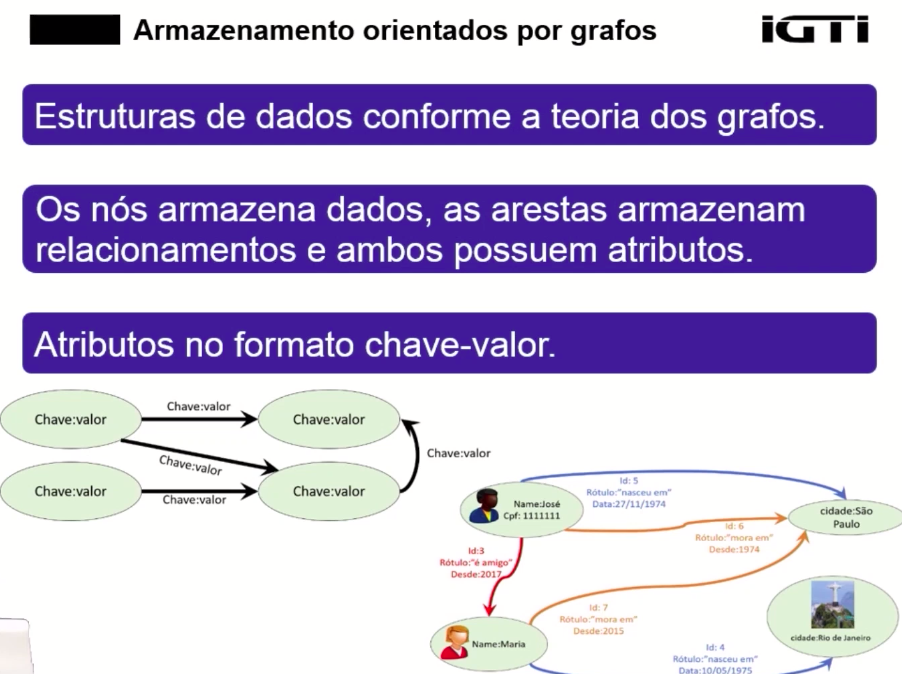 Armazenamento orientados por grafos
iGTi
Estruturas de dados conforme a teoria dos grafos.
Os nós armazena dados, as arestas armazenam
relacionamentos e ambos possuem atributos.
Atributos no formato chave-valor.
Chave:valor
Chave:valor
Chave:valor
Chave:valor
Chave:valor
Chave:valor
Chave:valor
Chave:valor
Name:José
Cpf: 1111111
Id: 5
Rótulo:"nasceu em"
Data:27/11/1974
cidade:São
Paulo
Id: 6
Rótulo:"mora em"
Desde:1974
Id:3
Rótulo:"é amigo"
Desde:2017
Id: 7
Rótulo:"mora em"
Desde:2015
Name:Maria
cidade:Rio de Janeiro
Id: 4
Rótulo:"nasceu em"
Data:10/05/1975